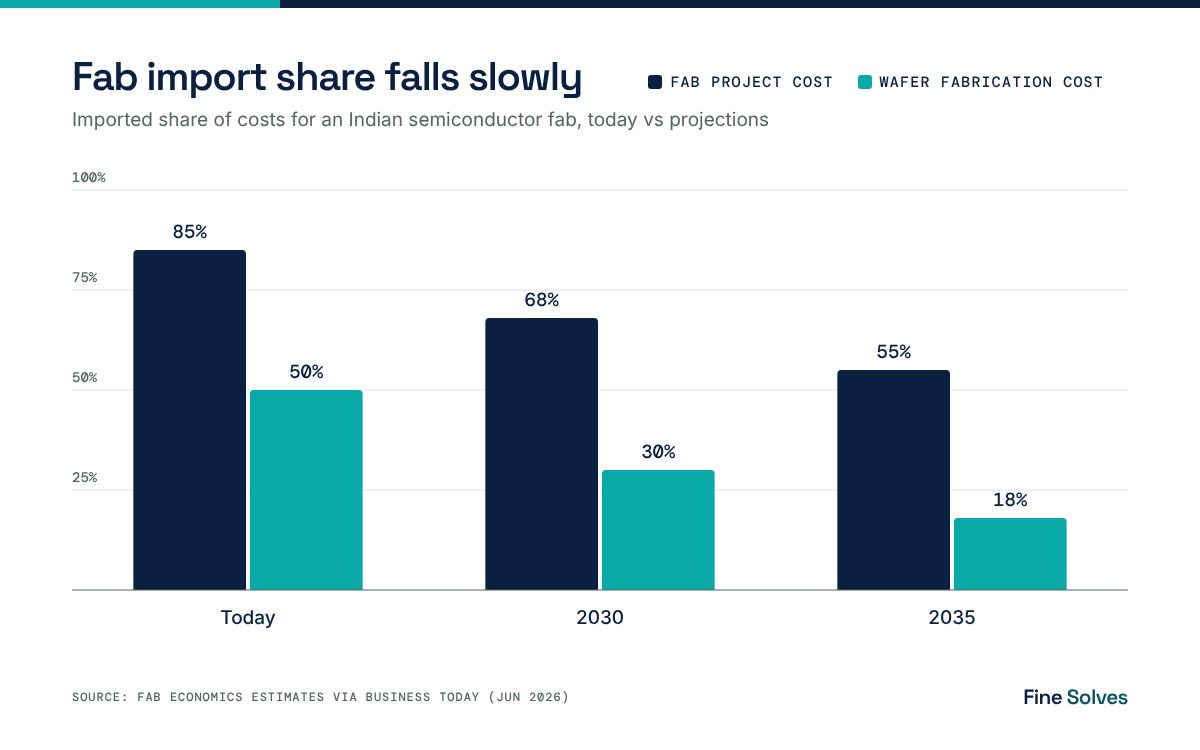 Fab import share falls slowly
FAB PROJECT COST
WAFER FABRICATION COST
Imported share of costs for an Indian semiconductor fab, today vs projections
100%
75%
50%
25%
85%
50%
68%
30%
55%
18%
Today
2030
2035
SOURCE: FAB ECONOMICS ESTIMATES VIA BUSINESS TODAY (JUN 2026)
Fine Solves